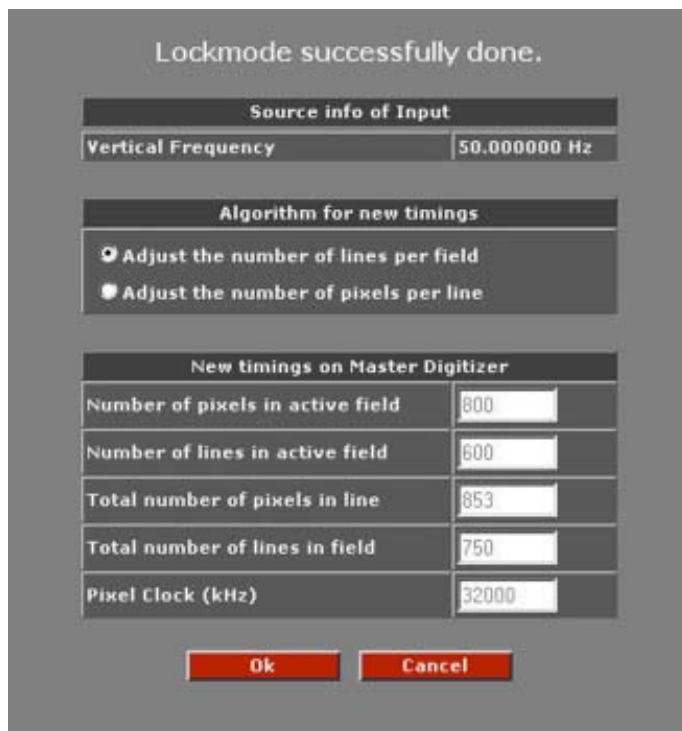 Lockmode successfully done.
Source info of Input
Vertical Frequency 50.000000 Hz
Algorithm for new timings
Adjust the number of lines per field
Adjust the number of pixels per line
New timings on Master Digitizer
Number of pixels in active field 800
Number of lines in active field 600
Total number of pixels in line 853
Total number of lines in field 750
Pixel Clock (kHz) 32000
Ok Cancel